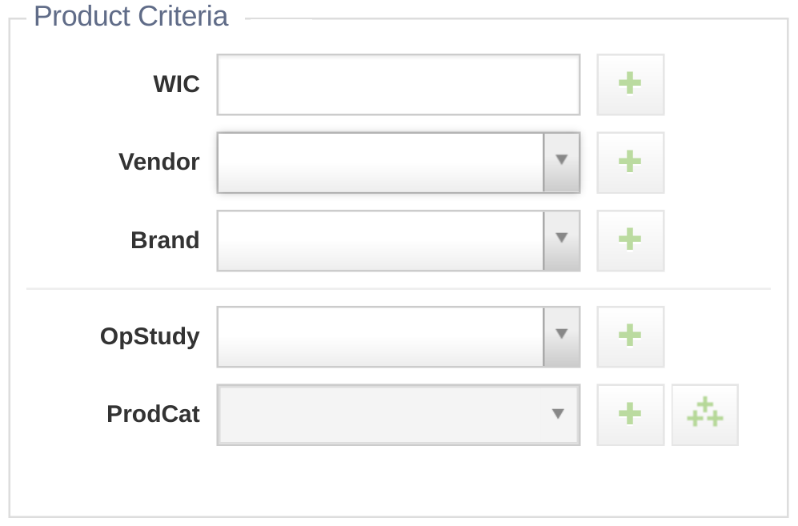 Product Criteria
WIC
Vendor
Brand
OpStudy
ProdCat